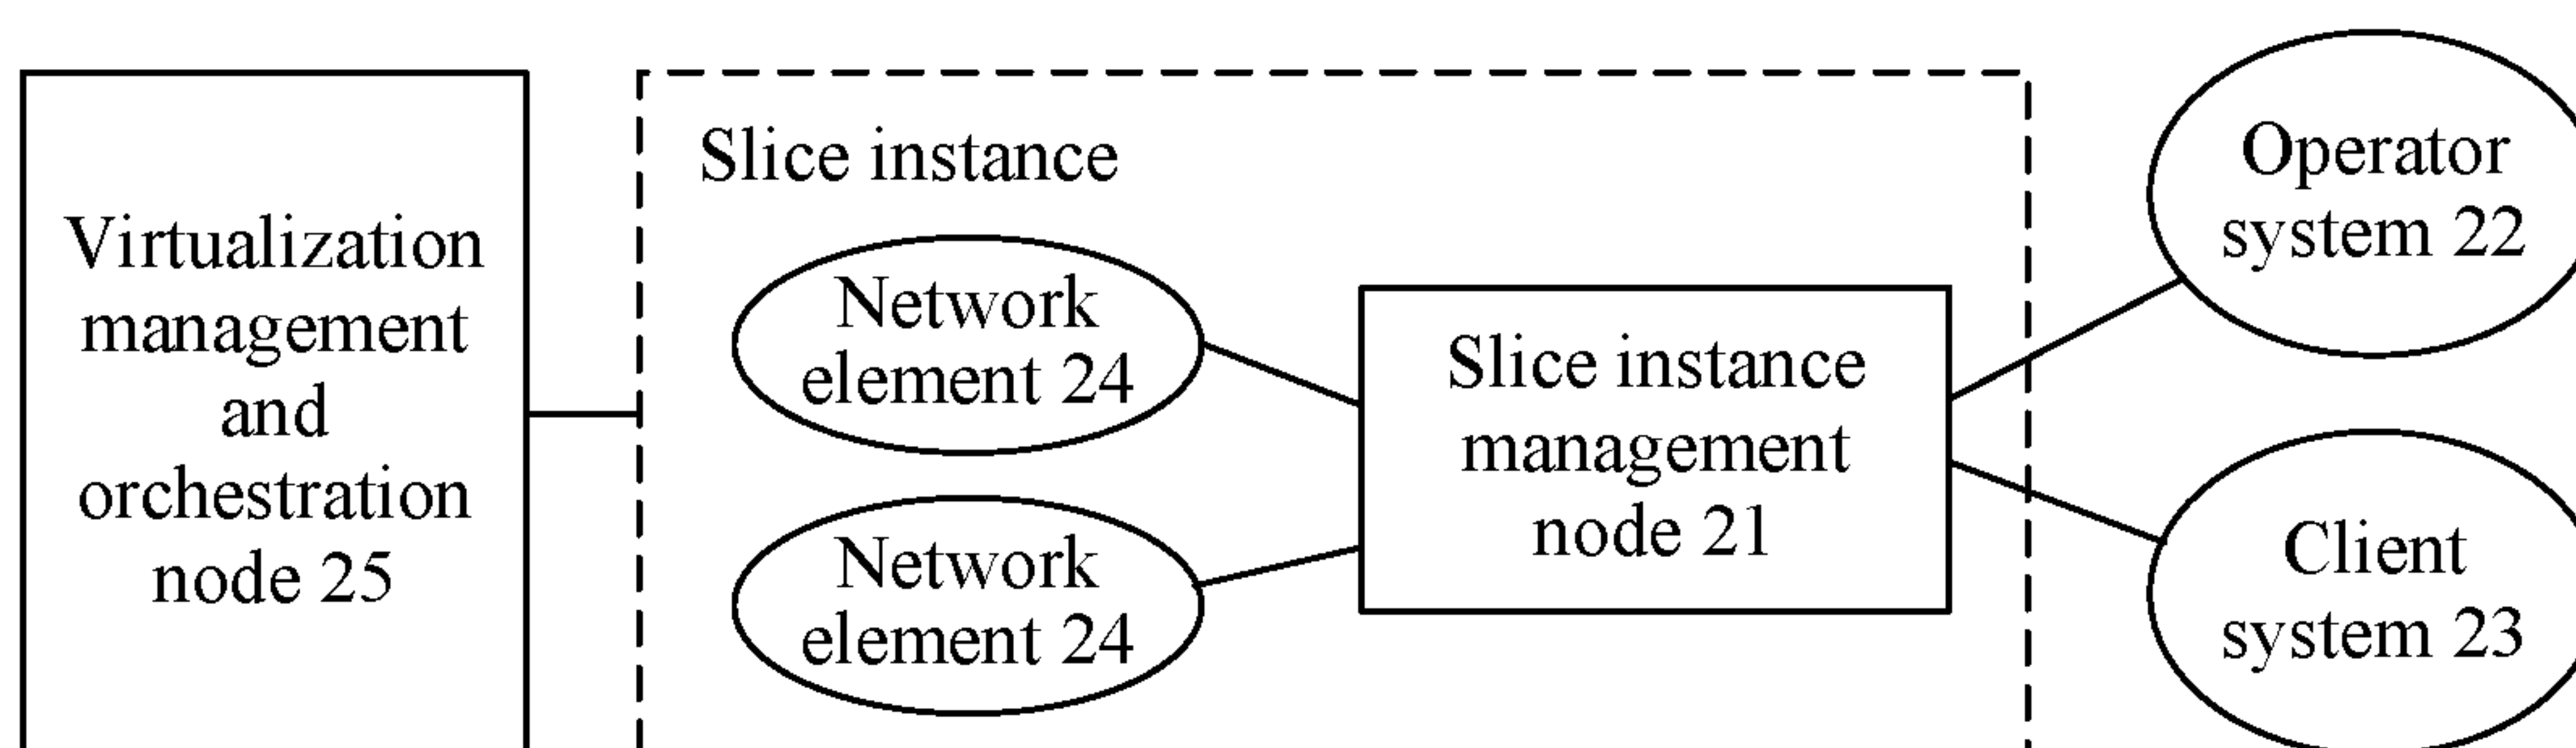 Virtualization
management
and
orchestration
node 25
Slice instance
Network
element 24
Network
element 24
Slice instance
management
node 21
Operator
system 22
Client
system 23